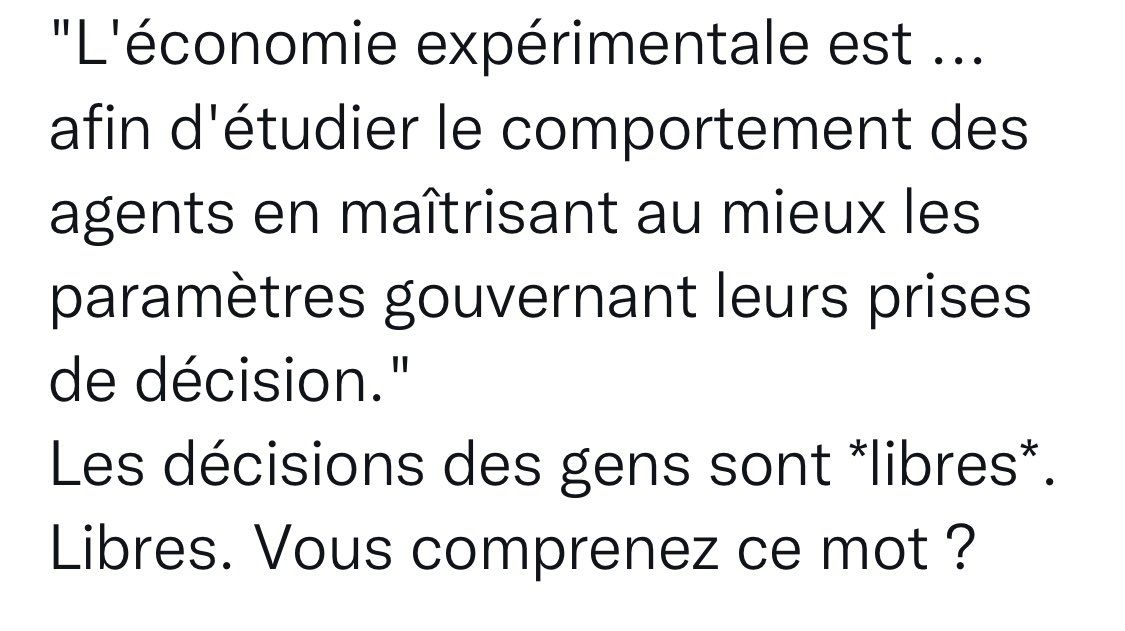 "L'économie expérimentale est ...
afin d'étudier le comportement des
agents en maîtrisant au mieux les
paramètres gouvernant leurs prises
de décision."
Les décisions des gens sont *libres*.
Libres. Vous comprenez ce mot ?